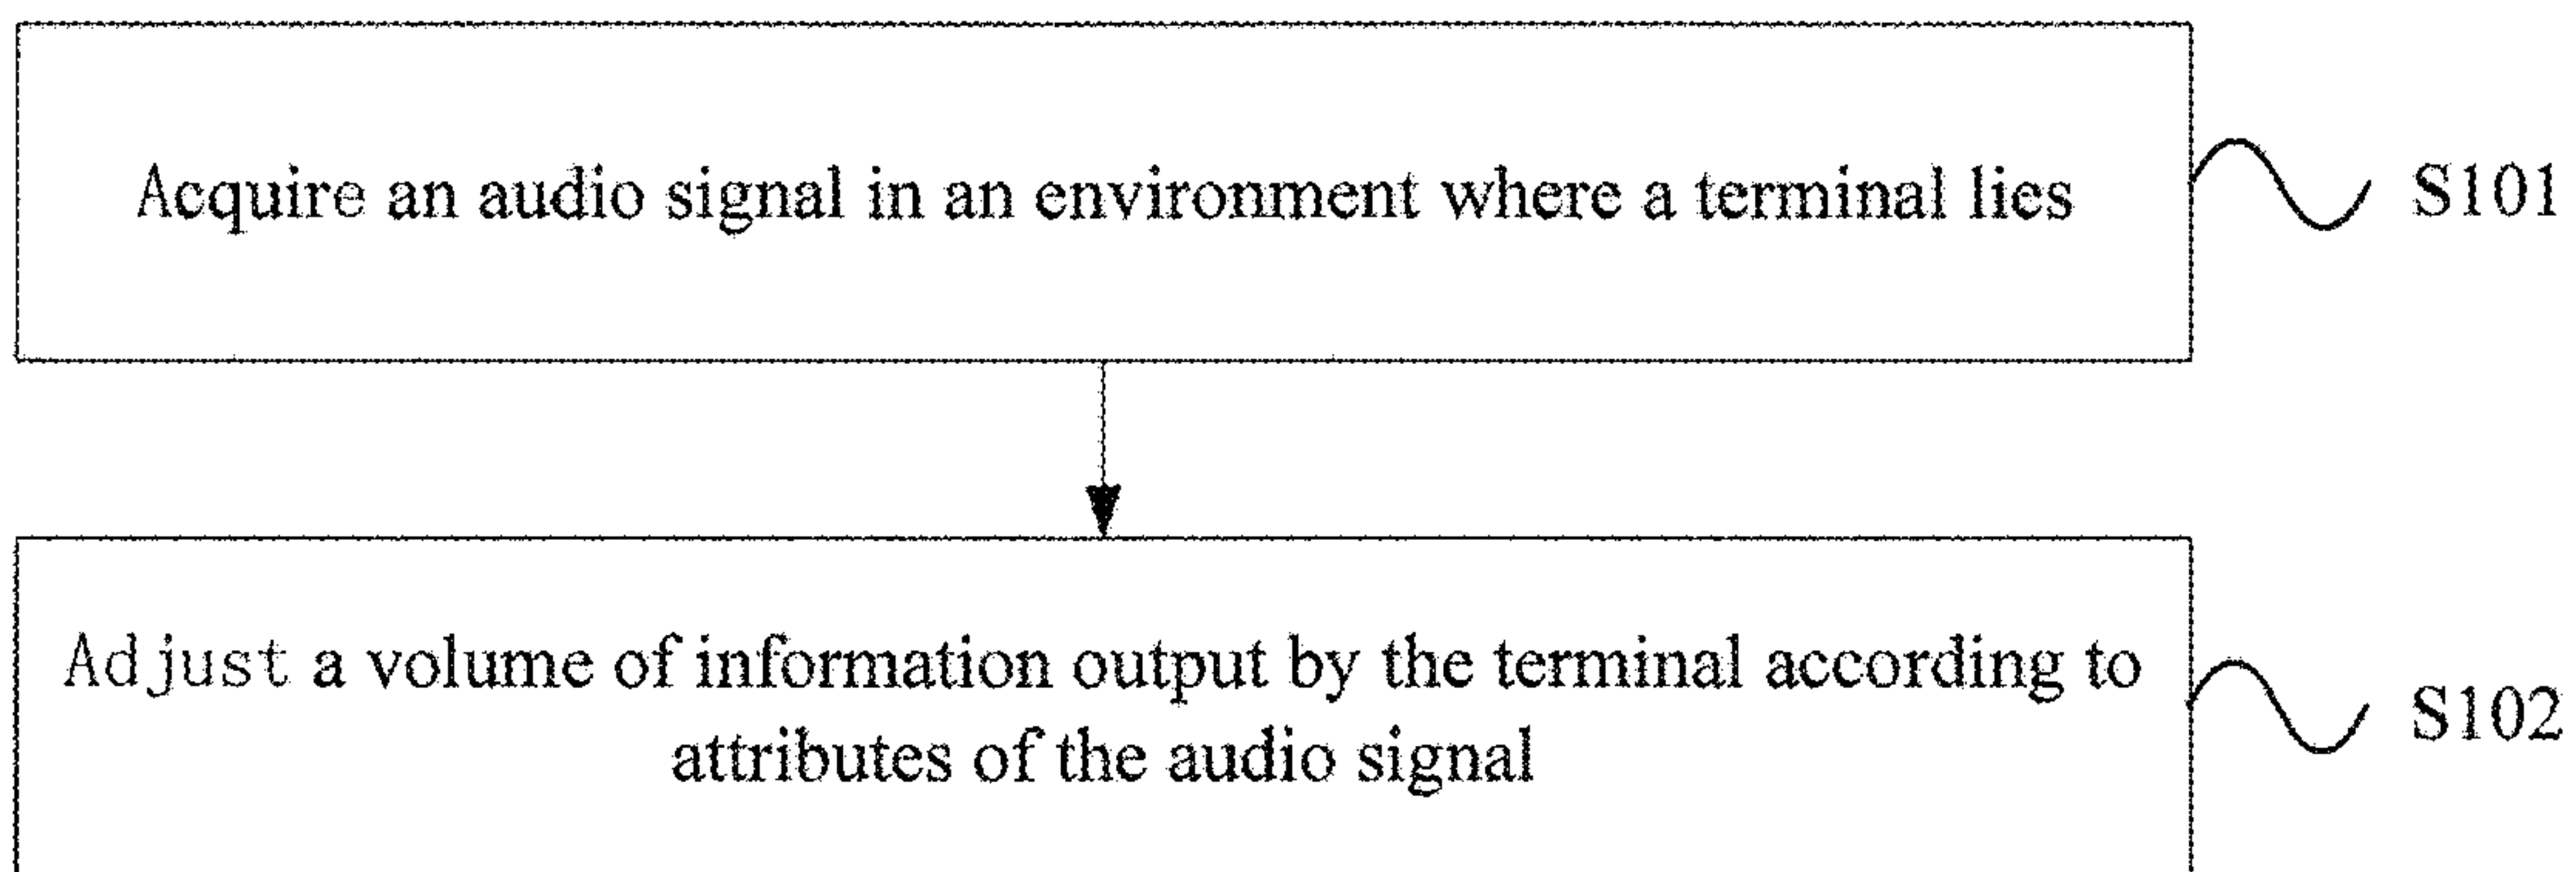 Acquire an audio signal in an environment where a terminal lies
S101
Adjust a volume of information output by the terminal according to
attributes of the audio signal
S102